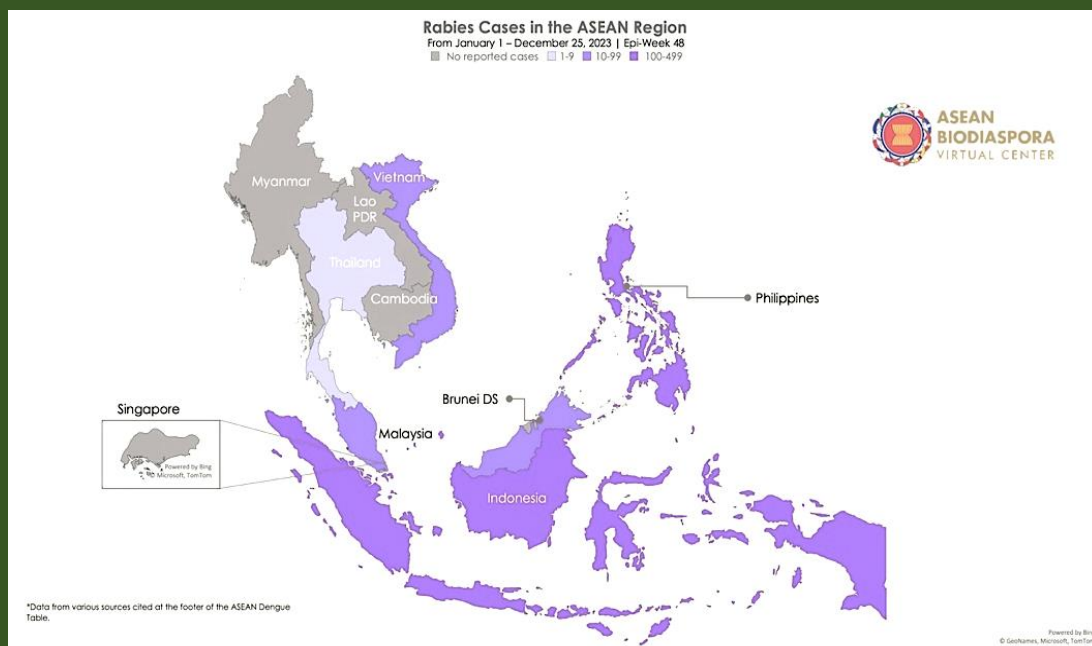 Rabies Cases in the ASEAN Region
From January 1 – December 25, 2023 | Epi-Week 48
No reported cases 1-9 10-99 100-499
ASEAN
BIODIASPORA
VIRTUAL CENTER
Myanmar
Vietnam
Lao
PDR
Thailand
Cambodia
Philippines
Brunei DS
Singapore
Malaysia
Powered by Bing
© Microsoft, TomTom
Indonesia
*Data from various sources cited at the footer of the ASEAN Dengue
Table.
Powered by Bing
© GeoNames, Microsoft, TomTom